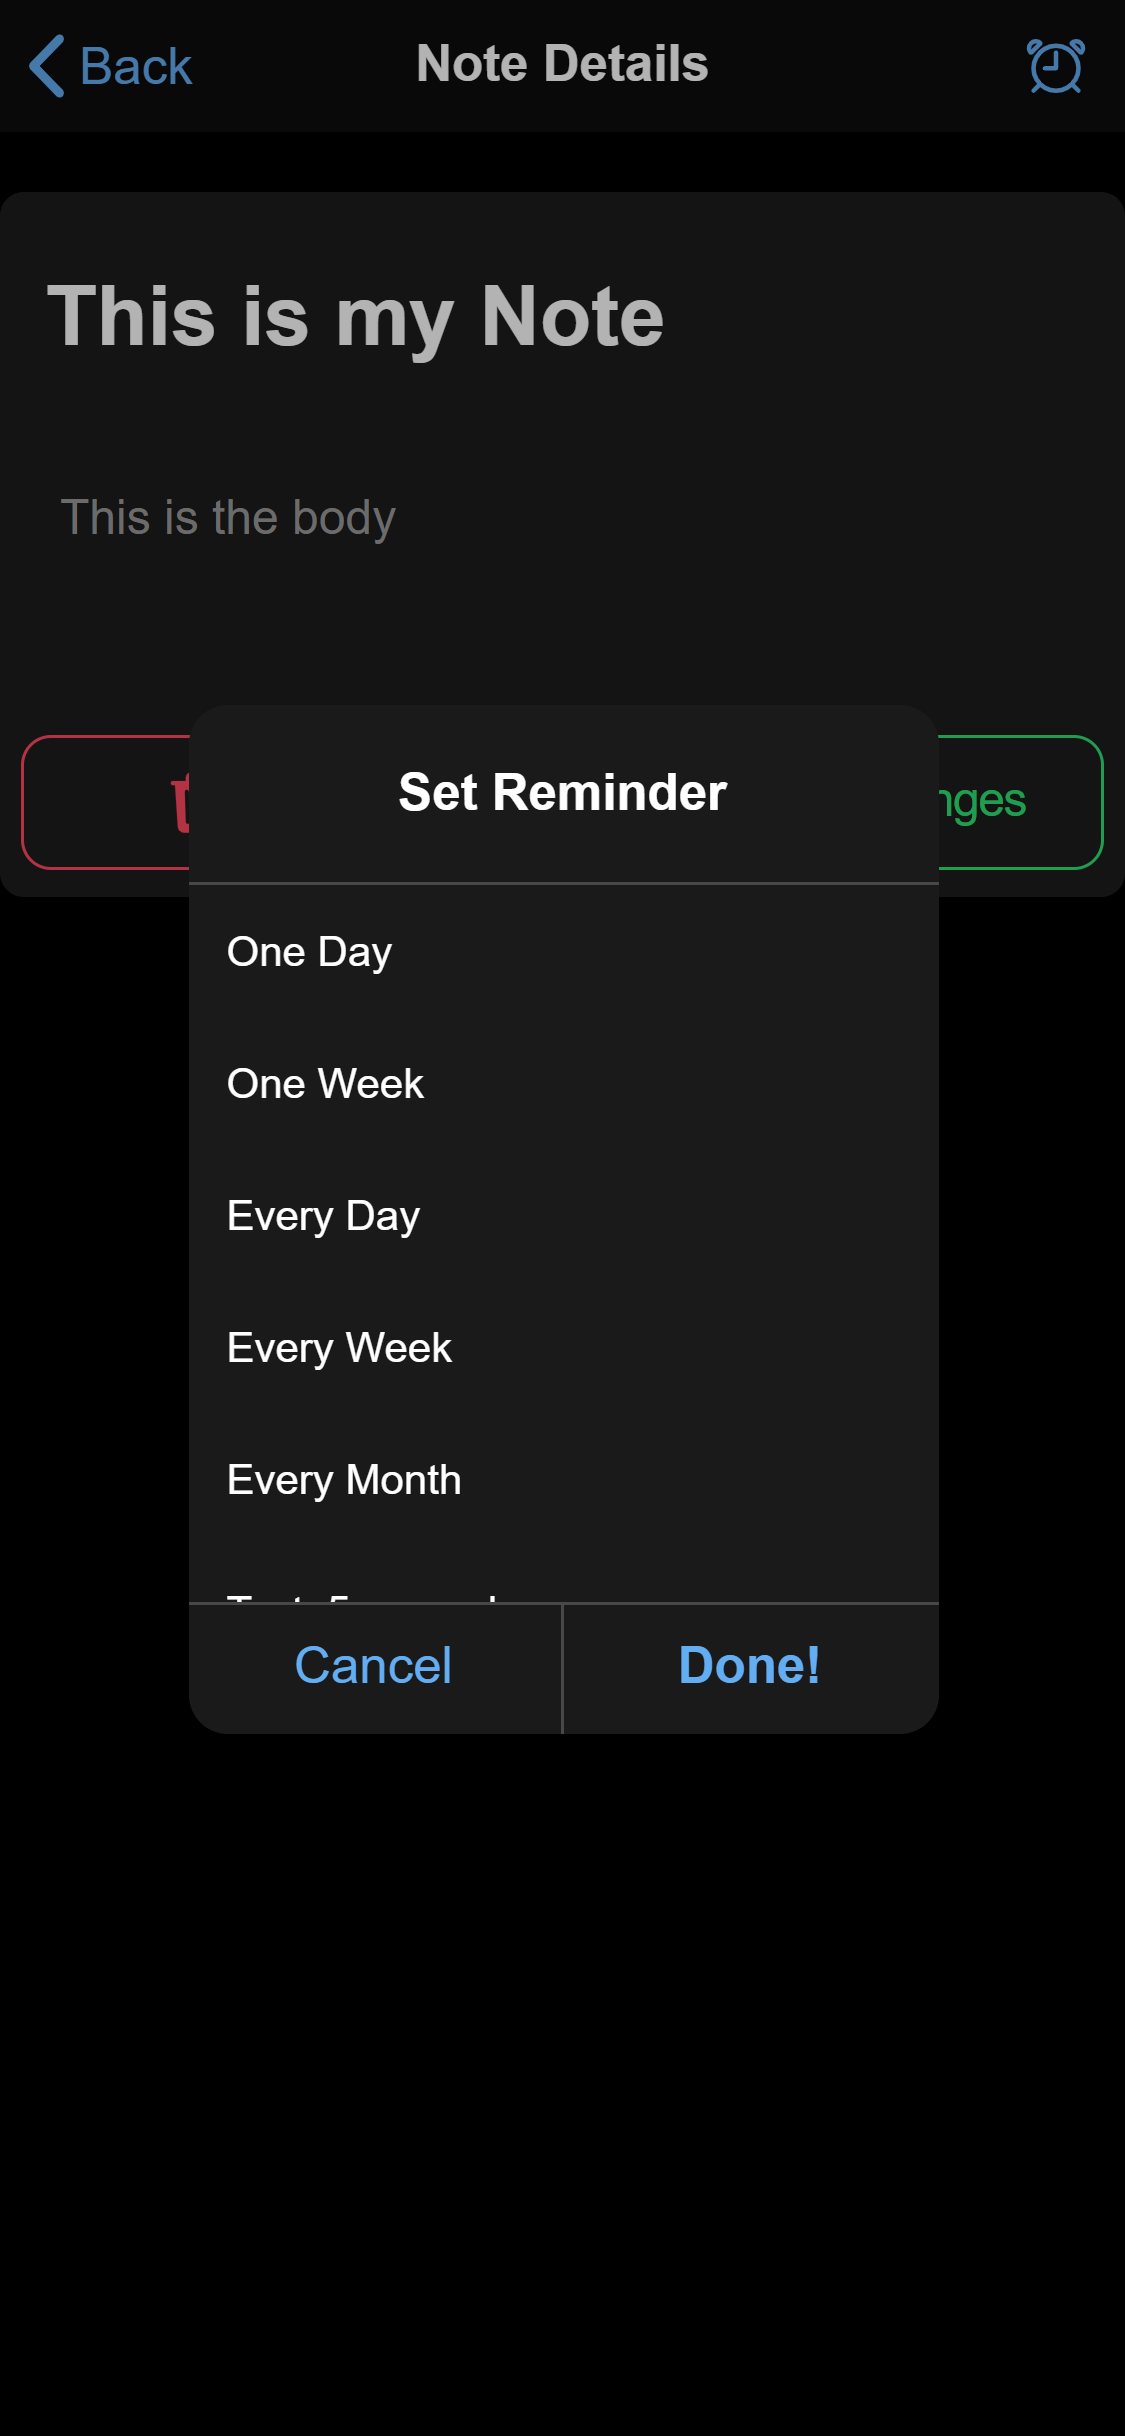 Back
Note Details
This is my Note
This is the body
nges
Set Reminder
One Day
One Week
Every Day
Every Week
Every Month
Cancel
Done!